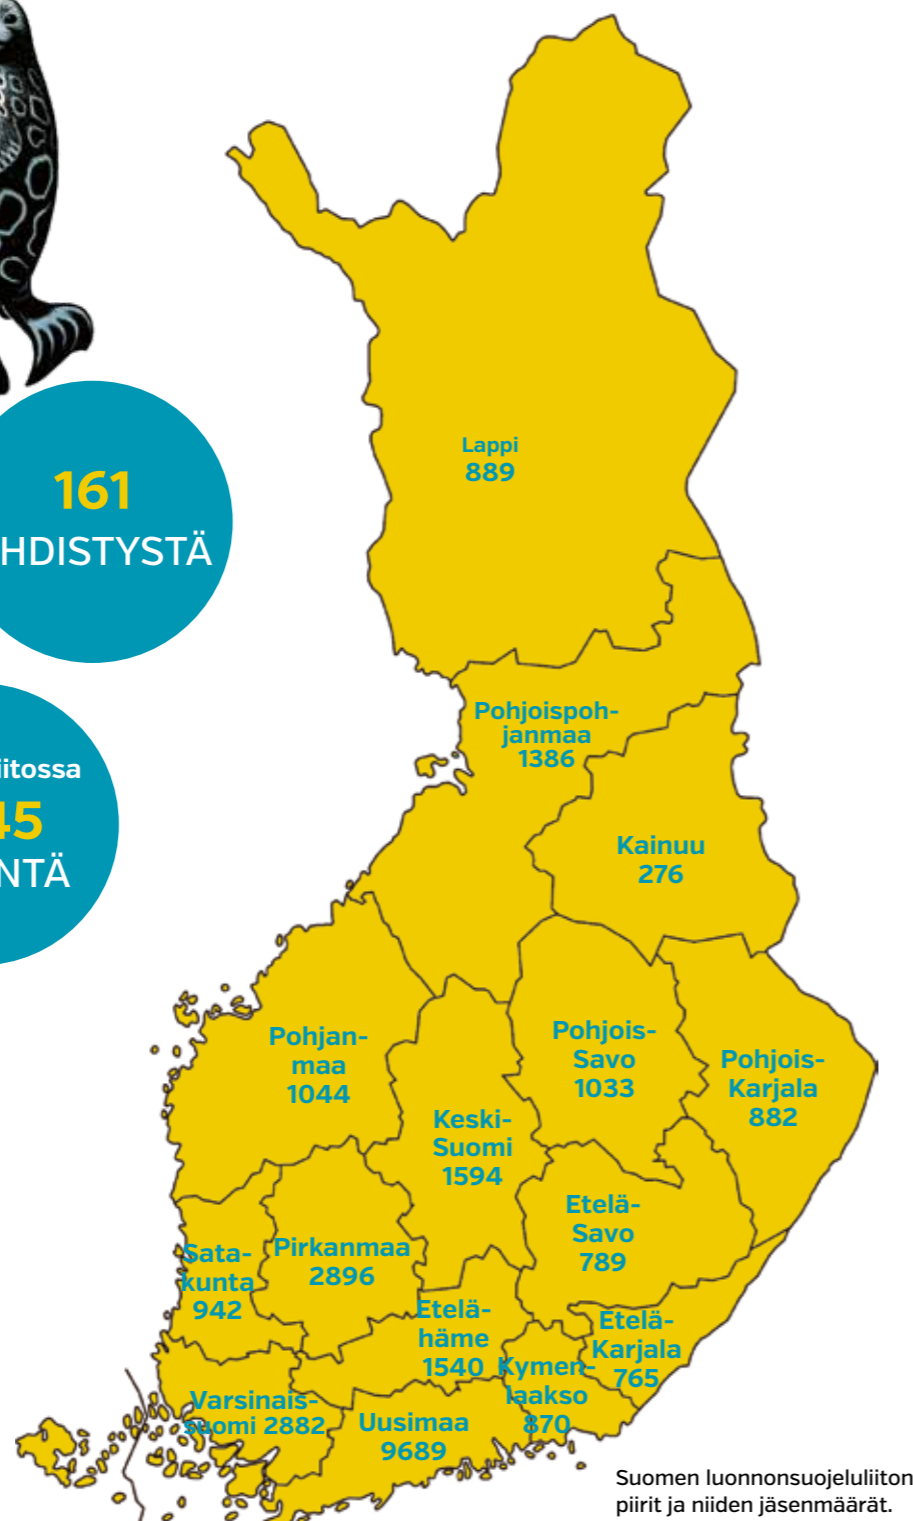 161
HDISTYSTÄ
iitossa
45
NTÄ
Lappi
889
Pohjoispoh-
janmaa
1386
Kainuu
276
Pohjan-
maa
1044
Keski-
Suomi
1594
Pohjois-
Savo
1033
Pohjois-
Karjala
882
Etelä-
Savo
789
Sata-
kunta
942
Pirkanmaa
2896
Etelä-
häme
1540
Kymen-
laakso
870
Etelä-
Karjala
765
Varsinais-
suomi 2882
Uusimaa
9689
Suomen luonnonsuojeluliiton
piirit ja niiden jäsenmäärät.